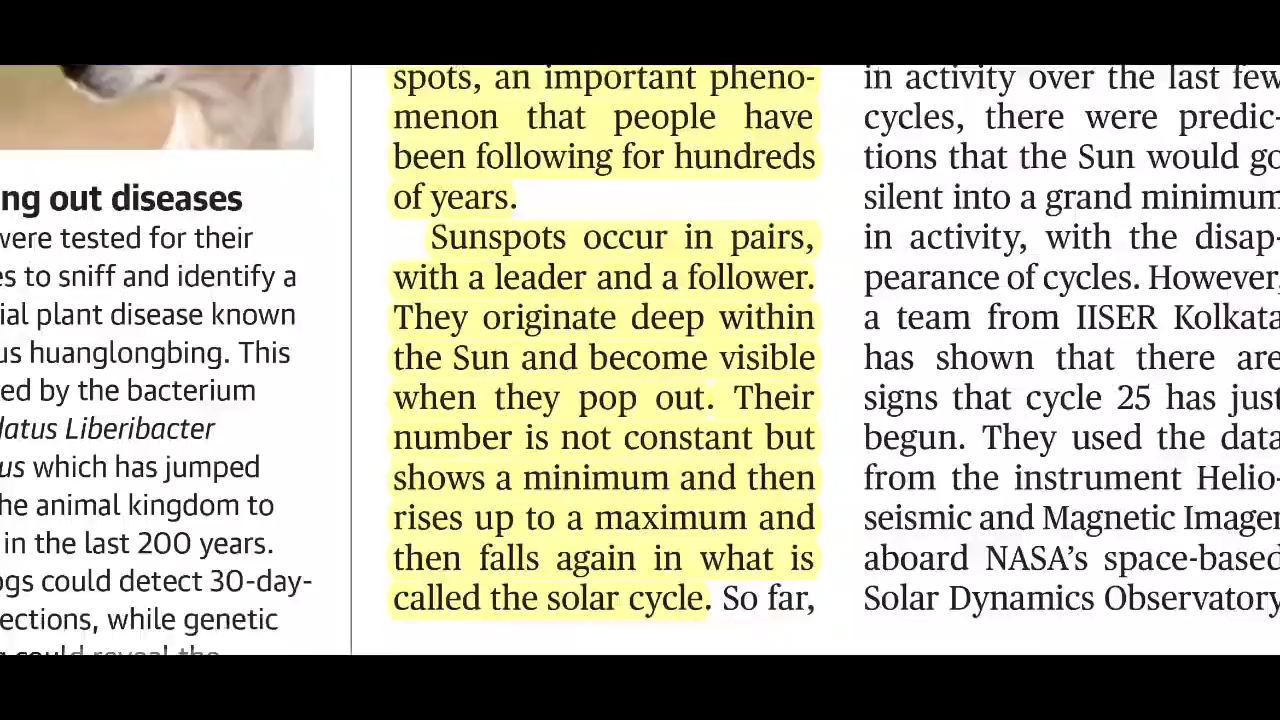 ng out diseases
were tested for their
es to sniff and identify a
ial plant disease known
us huanglongbing. This
ed by the bacterium
datus Liberibacter
us which has jumped
he animal kingdom to
in the last 200 years.
ogs could detect 30-day-
ections, while genetic
could reveal the
spots, an important pheno-
menon that people have
been following for hundreds
of years.
Sunspots occur in pairs,
with a leader and a follower.
They originate deep within
the Sun and become visible
when they pop out. Their
number is not constant but
shows a minimum and then
rises up to a maximum and
then falls again in what is
called the solar cycle. So far,
in activity over the last few
cycles, there were predic-
tions that the Sun would go
silent into a grand minimum
in activity, with the disap-
pearance of cycles. However,
a team from IISER Kolkata
has shown that there are
signs that cycle 25 has just
begun. They used the data
from the instrument Helio-
seismic and Magnetic Imager
aboard NASA's space-based
Solar Dynamics Observatory